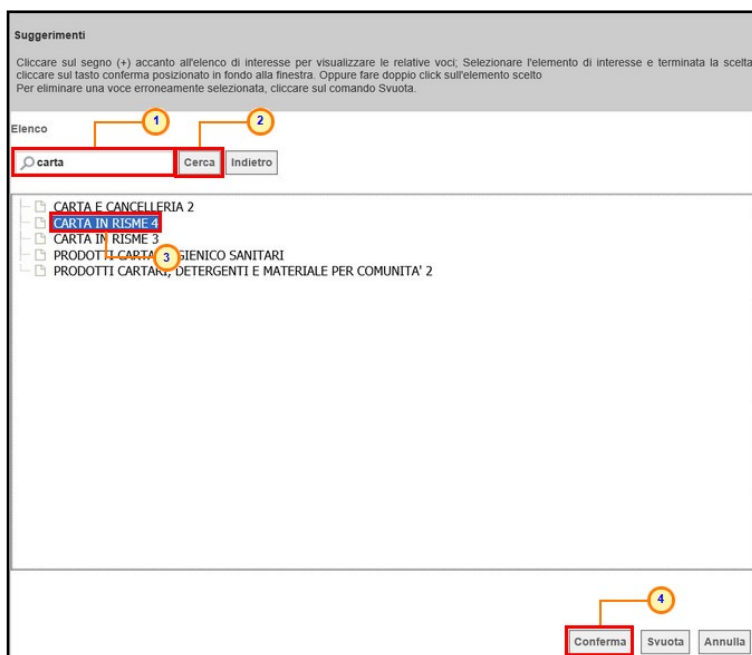 Suggerimenti
Cliccare sul segno (+) accanto all'elenco di interesse per visualizzare le relative voci; Selezionare l'elemento di interesse e terminata la scelta
cliccare sul tasto conferma posizionato in fondo alla finestra. Oppure fare doppio click sull'elemento scelto
Per eliminare una voce erroneamente selezionata, cliccare sul comando Svuota.
1 2
Elenco
carta Cerca Indietro
CARTA E CANCELLERIA 2
CARTA IN RISME 4
CARTA IN RISME 3
3
PRODOTTI IGIENICO SANITARI
PRODOTTI CARTARI, DETERGENTI E MATERIALE PER COMUNITA' 2
4
Conferma Svuota Annulla